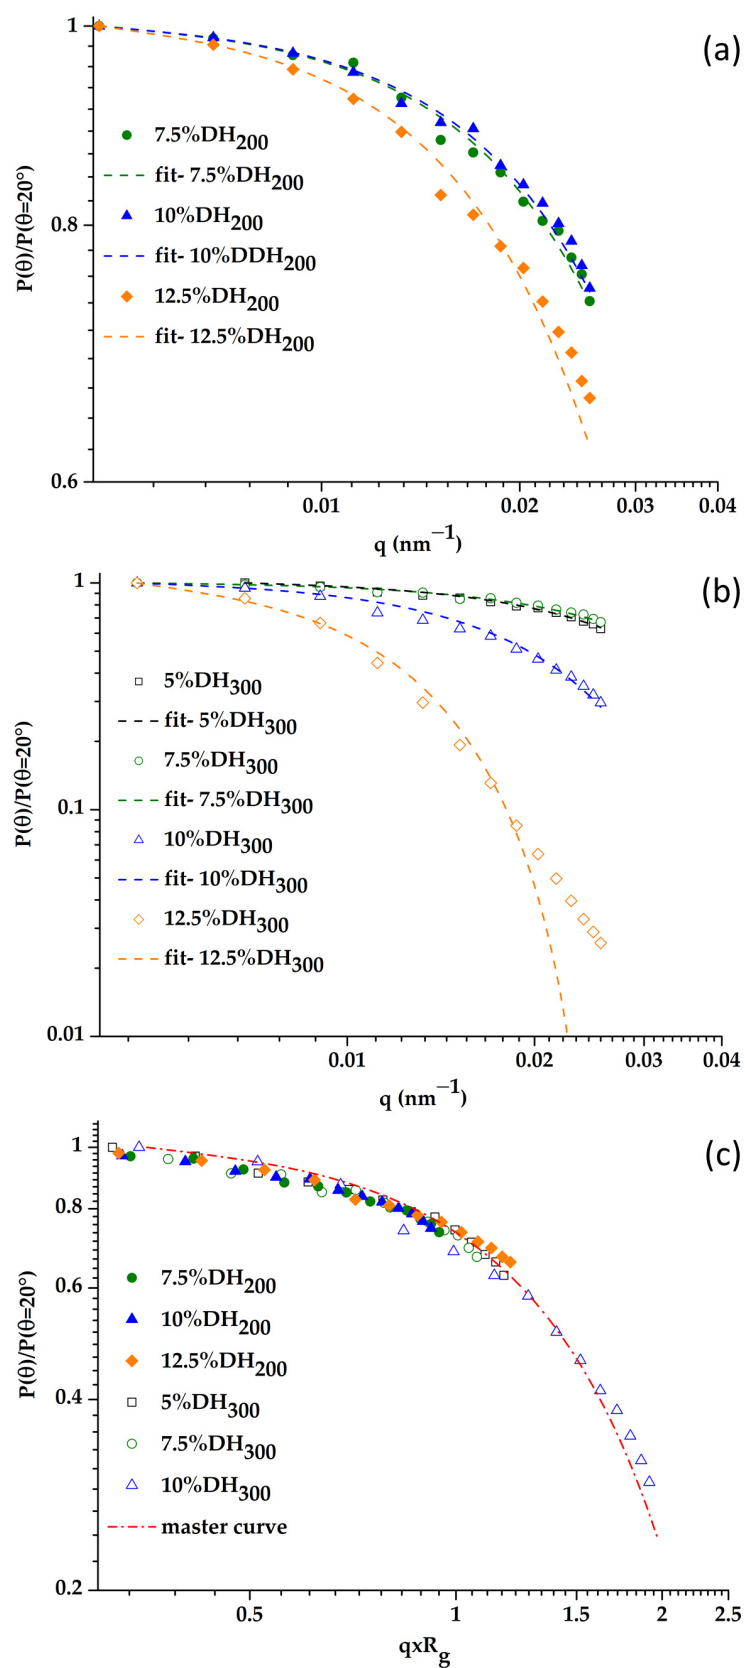 (a)
1
0.8
0.6
P(θ)/P(θ=20°)
7.5%DH200
fit- 7.5%DH200
10%DH200
fit- 10%DDH200
12.5%DH200
fit- 12.5%DH200
0.01
0.02
0.03
0.04
q (nm−1)
(b)
1
0.1
0.01
P(θ)/P(θ=20°)
5%DH300
fit- 5%DH300
7.5%DH300
fit- 7.5%DH300
10%DH300
fit- 10%DH300
12.5%DH300
fit- 12.5%DH300
0.01
0.02
0.03
0.04
q (nm−1)
(c)
1
0.8
0.6
0.4
0.2
P(θ)/P(θ=20°)
7.5%DH200
10%DH200
12.5%DH200
5%DH300
7.5%DH300
10%DH300
master curve
0.5
1
1.5
2
2.5
qxRg